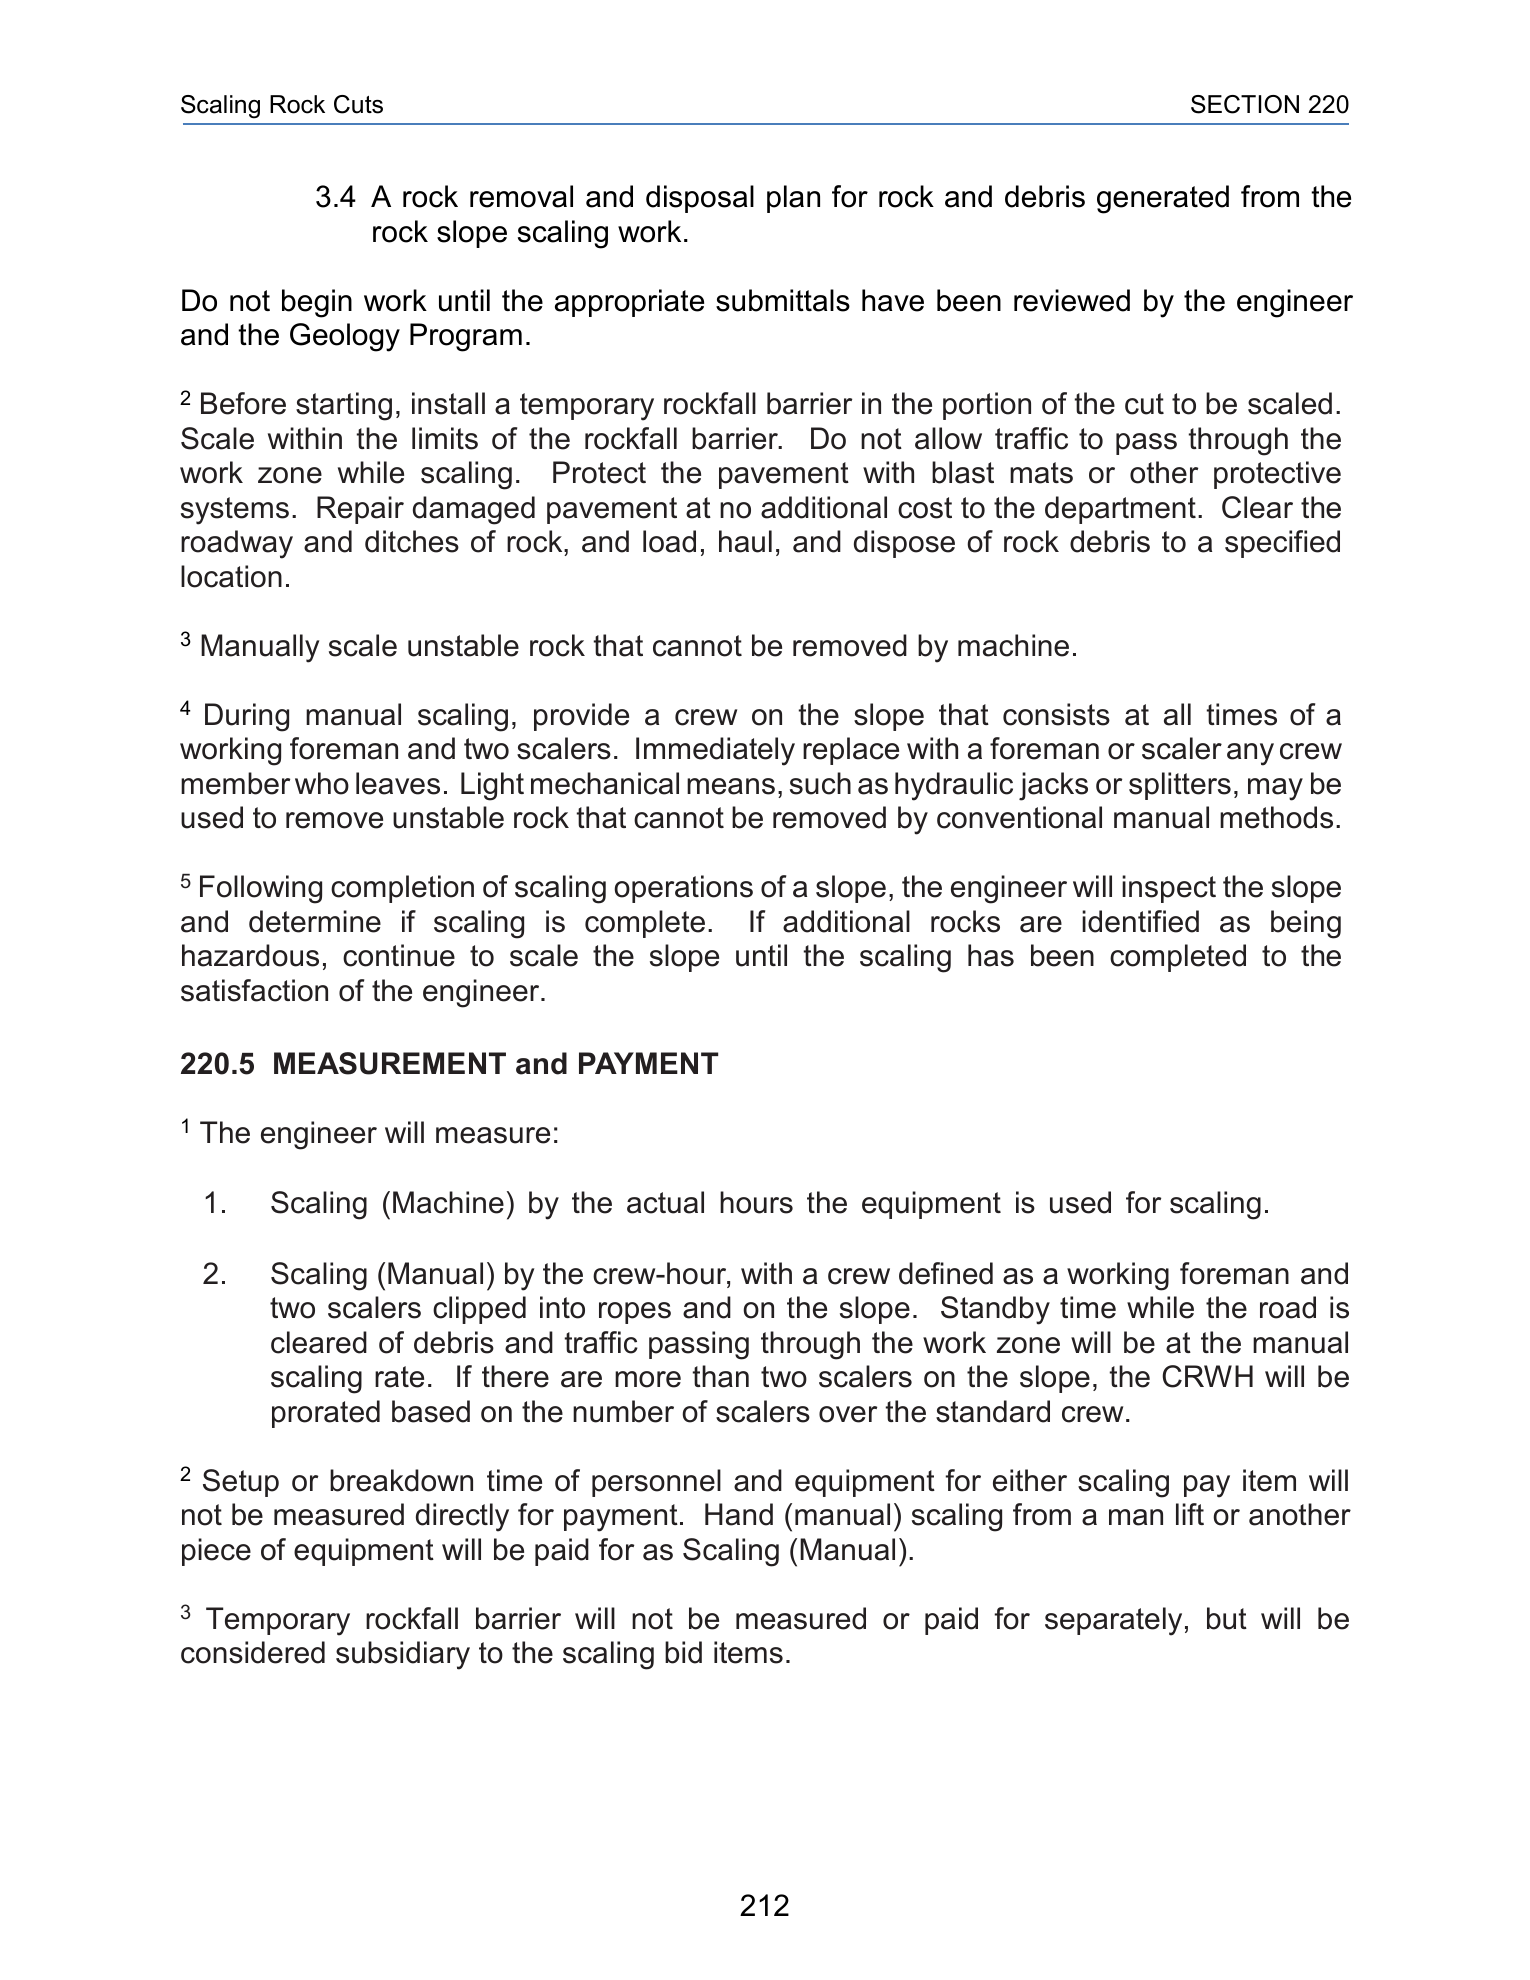 Scaling Rock Cuts SECTION 220
3.4 A rock removal and disposal plan for rock and debris generated from the
rock slope scaling work.
Do not begin work until the appropriate submittals have been reviewed by the engineer
and the Geology Program.
2 Before starting, install a temporary rockfall barrier in the portion of the cut to be scaled.
Scale within the limits of the rockfall barrier. Do not allow traffic to pass through the
work zone while scaling. Protect the pavement with blast mats or other protective
systems. Repair damaged pavement at no additional cost to the department. Clear the
roadway and ditches of rock, and load, haul, and dispose of rock debris to a specified
location.
3 Manually scale unstable rock that cannot be removed by machine.
4 During manual scaling, provide a crew on the slope that consists at all times of a
working foreman and two scalers. Immediately replace with a foreman or scaler any crew
member who leaves. Light mechanical means, such as hydraulic jacks or splitters, may be
used to remove unstable rock that cannot be removed by conventional manual methods.
5 Following completion of scaling operations of a slope, the engineer will inspect the slope
and determine if scaling is complete. If additional rocks are identified as being
hazardous, continue to scale the slope until the scaling has been completed to the
satisfaction of the engineer.
220.5 MEASUREMENT and PAYMENT
1 The engineer will measure:
1. Scaling (Machine) by the actual hours the equipment is used for scaling.
2. Scaling (Manual) by the crew-hour, with a crew defined as a working foreman and
two scalers clipped into ropes and on the slope. Standby time while the road is
cleared of debris and traffic passing through the work zone will be at the manual
scaling rate. If there are more than two scalers on the slope, the CRWH will be
prorated based on the number of scalers over the standard crew.
2 Setup or breakdown time of personnel and equipment for either scaling pay item will
not be measured directly for payment. Hand (manual) scaling from a man lift or another
piece of equipment will be paid for as Scaling (Manual).
3 Temporary rockfall barrier will not be measured or paid for separately, but will be
considered subsidiary to the scaling bid items.
212